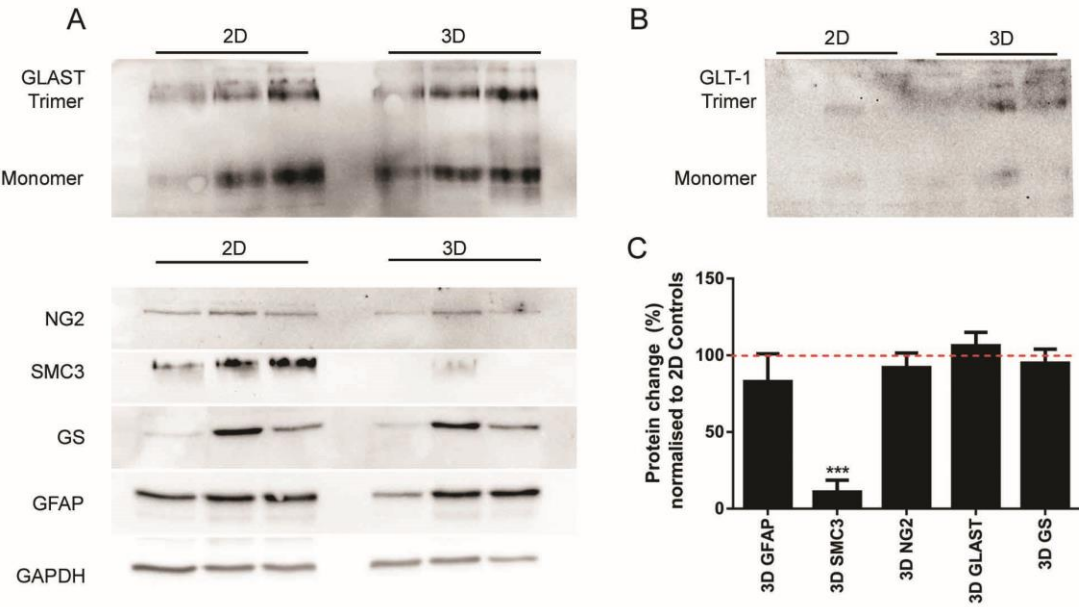 A
2D
3D
GLAST
Trimer
Monomer
2D
3D
NG2
SMC3
GS
GFAP
GAPDH
B
2D
3D
GLT-1
Trimer
Monomer
C
Protein change (%)
normalised to 2D Controls
150
100
50
0
***
3D GFAP
3D SMC3
3D NG2
3D GLAST
3D GS